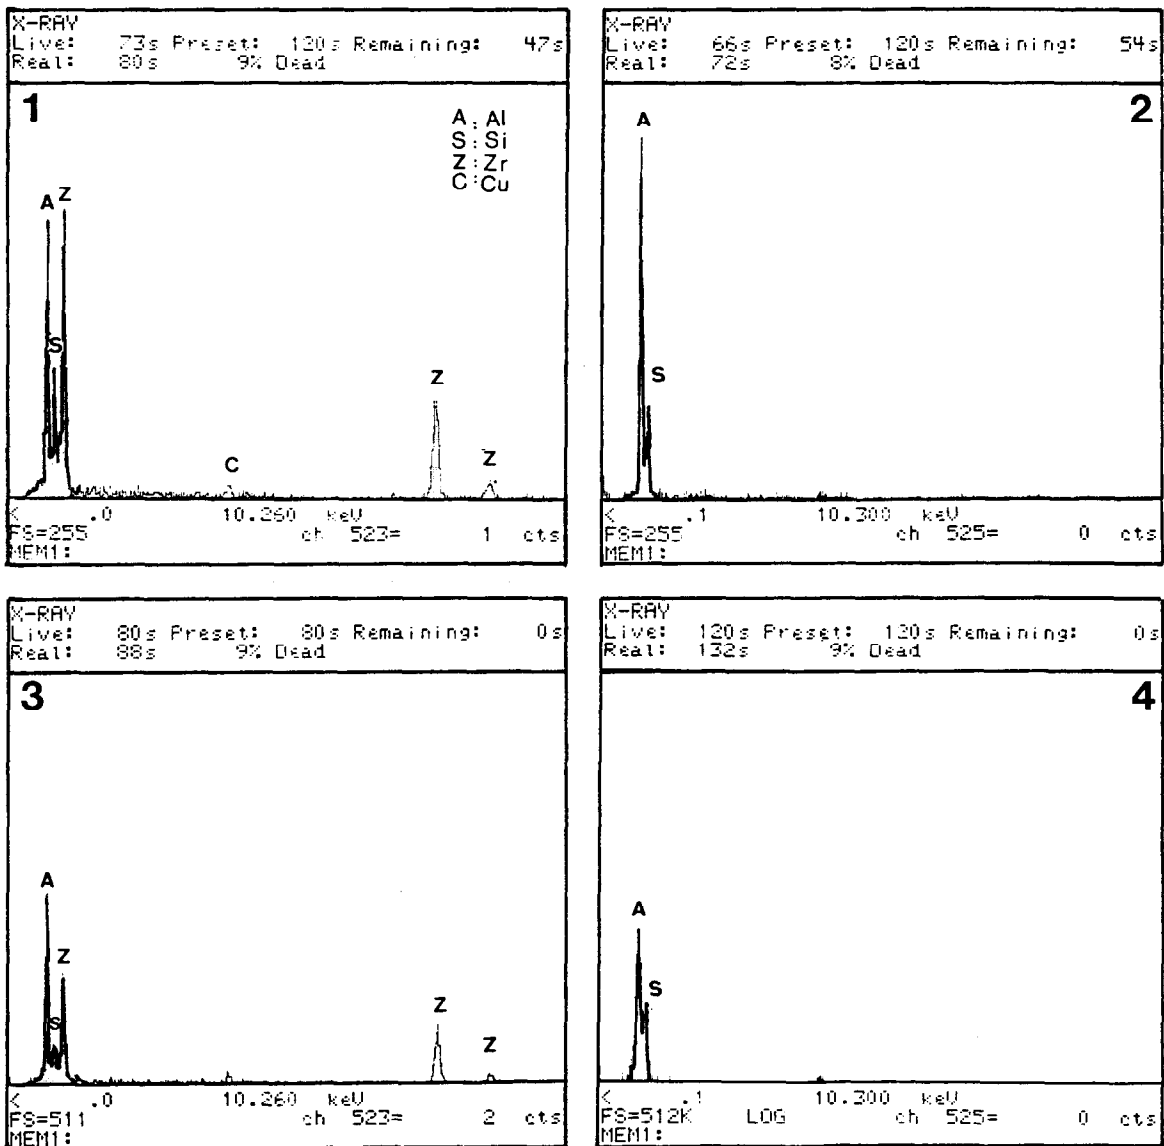 X-RAY
Live: 73s Preset: 120s Remaining: 47s
Real: 80s 9% Dead
1
A : Al
S : Si
Z : Zr
C : Cu
A Z
S
Z
C
Z
< .0 10.260 keV
FS=255 ch 523= 1 cts
MEM1:
X-RAY
Live: 66s Preset: 120s Remaining: 54s
Real: 72s 8% Dead
2
A
S
< .1 10.300 keV
FS=255 ch 525= 0 cts
MEM1:
X-RAY
Live: 80s Preset: 80s Remaining: 0s
Real: 88s 9% Dead
3
A
Z
S
Z
Z
< .0 10.260 keV
FS=511 ch 523= 2 cts
MEM1:
X-RAY
Live: 120s Preset: 120s Remaining: 0s
Real: 132s 9% Dead
4
A
S
< .1 10.300 keV
FS=512K LOG ch 525= 0 cts
MEM1: